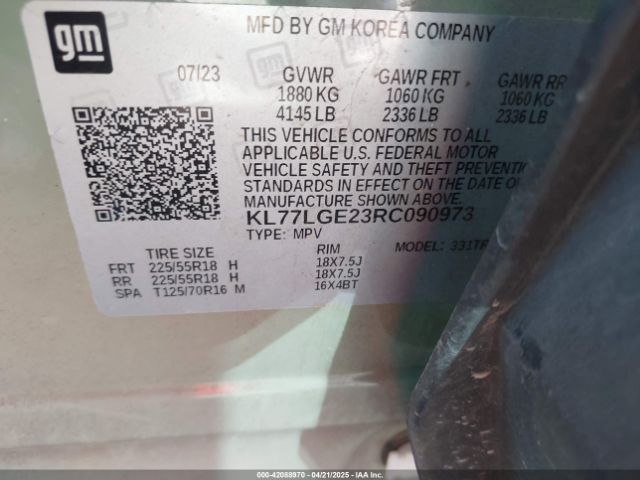 gm
MFD BY GM KOREA COMPANY
07/23 GVWR GAWR FRT GAWR RR
1880 KG 1060 KG 1060 KG
4145 LB 2336 LB 2336 LB
THIS VEHICLE CONFORMS TO ALL
APPLICABLE U.S. FEDERAL MOTOR
VEHICLE SAFETY AND THEFT PREVENTIO
STANDARDS IN EFFECT ON THE DATE O
MANUFACTURE SHOWN ABOVE.
KL77LGE23RC090973
TYPE: MPV MODEL: 331TR
TIRE SIZE RIM
FRT 225/55R18 H 18X7.5J
RR 225/55R18 H 18X7.5J
SPA T125/70R16 M 16X4BT
000-42088970 - 04/21/2025 - IAAI, Inc.